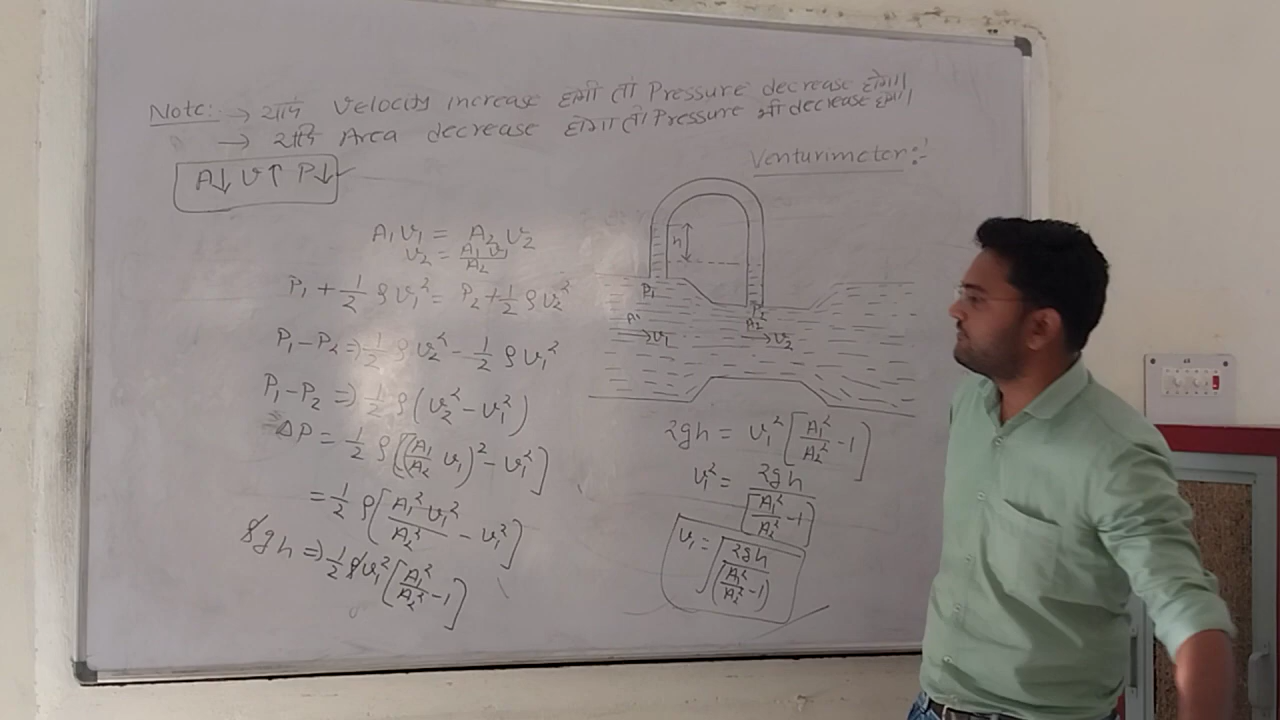 Note:- → यदि Velocity increase होगी तो Pressure decrease होगा।
→ यदि Area decrease होगा तो Pressure भी decrease होगा।
A↓ v↑ P↓
Venturimeter:-
A₁v₁ = A₂v₂
v₂ = A₁v₁/A₂
P₁ + 1/2 ρv₁² = P₂ + 1/2 ρv₂²
P₁-P₂ ⇒ 1/2 ρv₂² - 1/2 ρv₁²
P₁-P₂ ⇒ 1/2 ρ(v₂² - v₁²)
ΔP = 1/2 ρ[(A₁/A₂ v₁)² - v₁²]
= 1/2 ρ[A₁²v₁²/A₂² - v₁²]
ρgh ⇒ 1/2 ρv₁²[A₁²/A₂² - 1]
h
P₁
P₂
A₂
→v₁
→v₂
2gh = v₁²[A₁²/A₂² - 1]
v₁² = 2gh/[A₁²/A₂² - 1]
v₁ = √2gh/(A₁²/A₂² - 1)